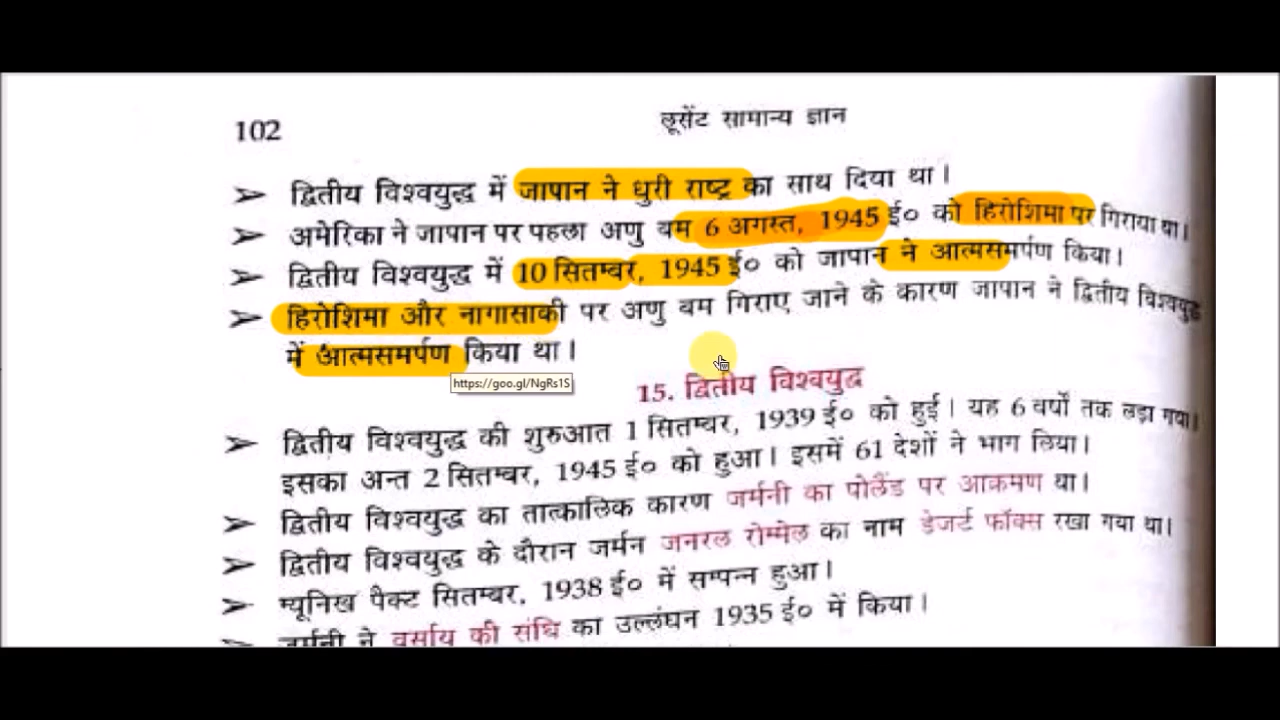 102 लूसेंट सामान्य ज्ञान
➢ द्वितीय विश्वयुद्ध में जापान ने धुरी राष्ट्र का साथ दिया था।
➢ अमेरिका ने जापान पर पहला अणु बम 6 अगस्त, 1945 ई० को हिरोशिमा पर गिराया था।
➢ द्वितीय विश्वयुद्ध में 10 सितम्बर, 1945 ई० को जापान ने आत्मसमर्पण किया।
➢ हिरोशिमा और नागासाकी पर अणु बम गिराए जाने के कारण जापान ने द्वितीय विश्वयुद्ध
में आत्मसमर्पण किया था।
https://goo.gl/NgRs1S
15. द्वितीय विश्वयुद्ध
➢ द्वितीय विश्वयुद्ध की शुरुआत 1 सितम्बर, 1939 ई० को हुई। यह 6 वर्षों तक लड़ा गया।
इसका अन्त 2 सितम्बर, 1945 ई० को हुआ। इसमें 61 देशों ने भाग लिया।
➢ द्वितीय विश्वयुद्ध का तात्कालिक कारण जर्मनी का पोलैंड पर आक्रमण था।
➢ द्वितीय विश्वयुद्ध के दौरान जर्मन जनरल रोम्मेल का नाम डेजर्ट फॉक्स रखा गया था।
➢ म्यूनिख पैक्ट सितम्बर, 1938 ई० में सम्पन्न हुआ।
➢ जर्मनी ने वर्साय की संधि का उल्लंघन 1935 ई० में किया।